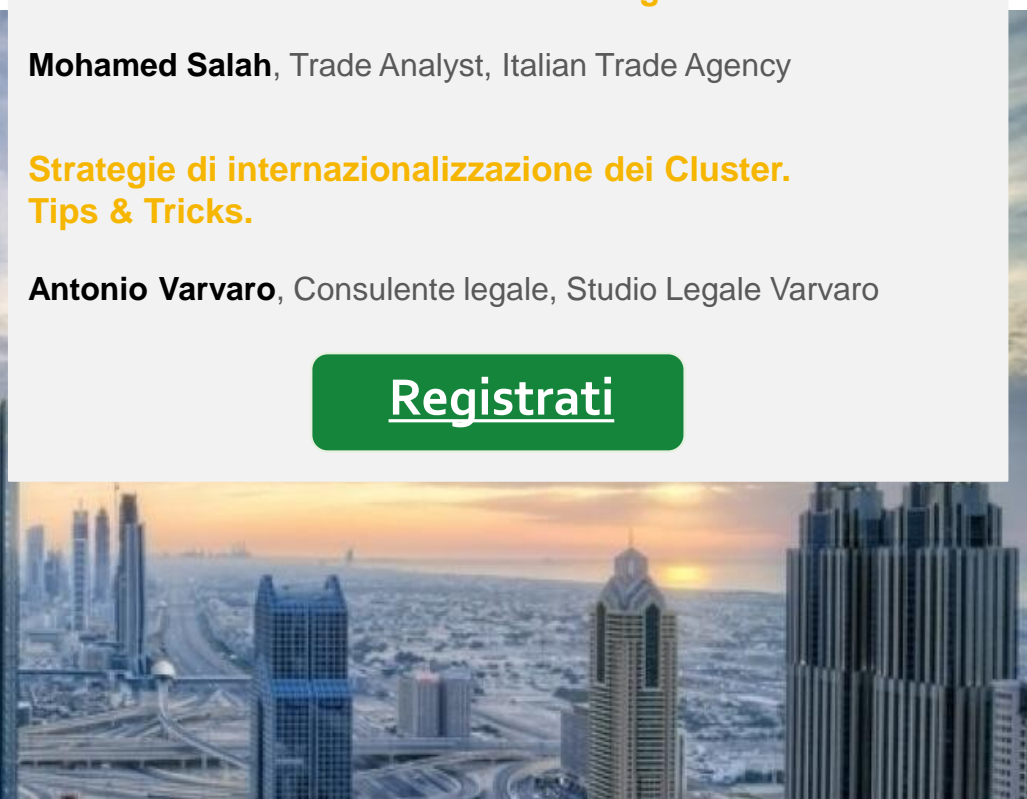 Mohamed Salah, Trade Analyst, Italian Trade Agency
Strategie di internazionalizzazione dei Cluster.
Tips & Tricks.
Antonio Varvaro, Consulente legale, Studio Legale Varvaro
Registrati